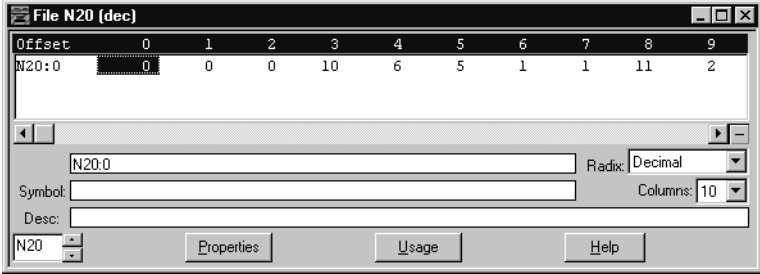 File N20 (dec)
Offset 0 1 2 3 4 5 6 7 8 9
N20:0 0 0 0 10 6 5 1 1 11 2
N20:0 Radix: Decimal
Symbol: Columns: 10
Desc:
N20 Properties Usage Help